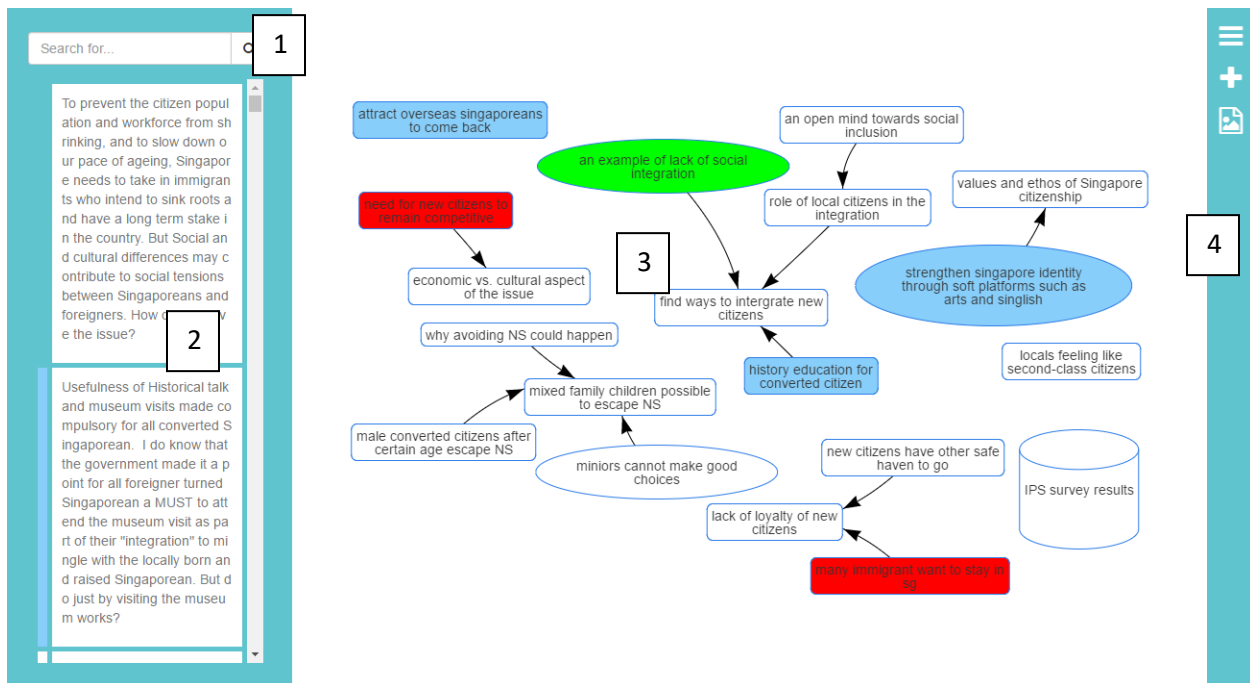 Search for...
1
To prevent the citizen popul
ation and workforce from sh
rinking, and to slow down o
ur pace of ageing, Singapor
e needs to take in immigran
ts who intend to sink roots a
nd have a long term stake i
n the country. But Social an
d cultural differences may c
ontribute to social tensions
between Singaporeans and
foreigners. How
ve
e the issue?
2
Usefulness of Historical talk
and museum visits made co
mpulsory for all converted S
ingaporean. I do know that
the government made it a p
oint for all foreigner turned
Singaporean a MUST to att
end the museum visit as pa
rt of their "integration" to mi
ngle with the locally born an
d raised Singaporean. But d
o just by visiting the museu
m works?
attract overseas singaporeans
to come back
an example of lack of social
integration
an open mind towards social
inclusion
need for new citizens to
remain competitive
role of local citizens in the
integration
values and ethos of Singapore
citizenship
3
4
economic vs. cultural aspect
of the issue
find ways to intergrate new
citizens
strengthen singapore identity
through soft platforms such as
arts and singlish
why avoiding NS could happen
history education for
converted citizen
locals feeling like
second-class citizens
mixed family children possible
to escape NS
male converted citizens after
certain age escape NS
miniors cannot make good
choices
new citizens have other safe
haven to go
IPS survey results
lack of loyalty of new
citizens
many immigrant want to stay in
sg